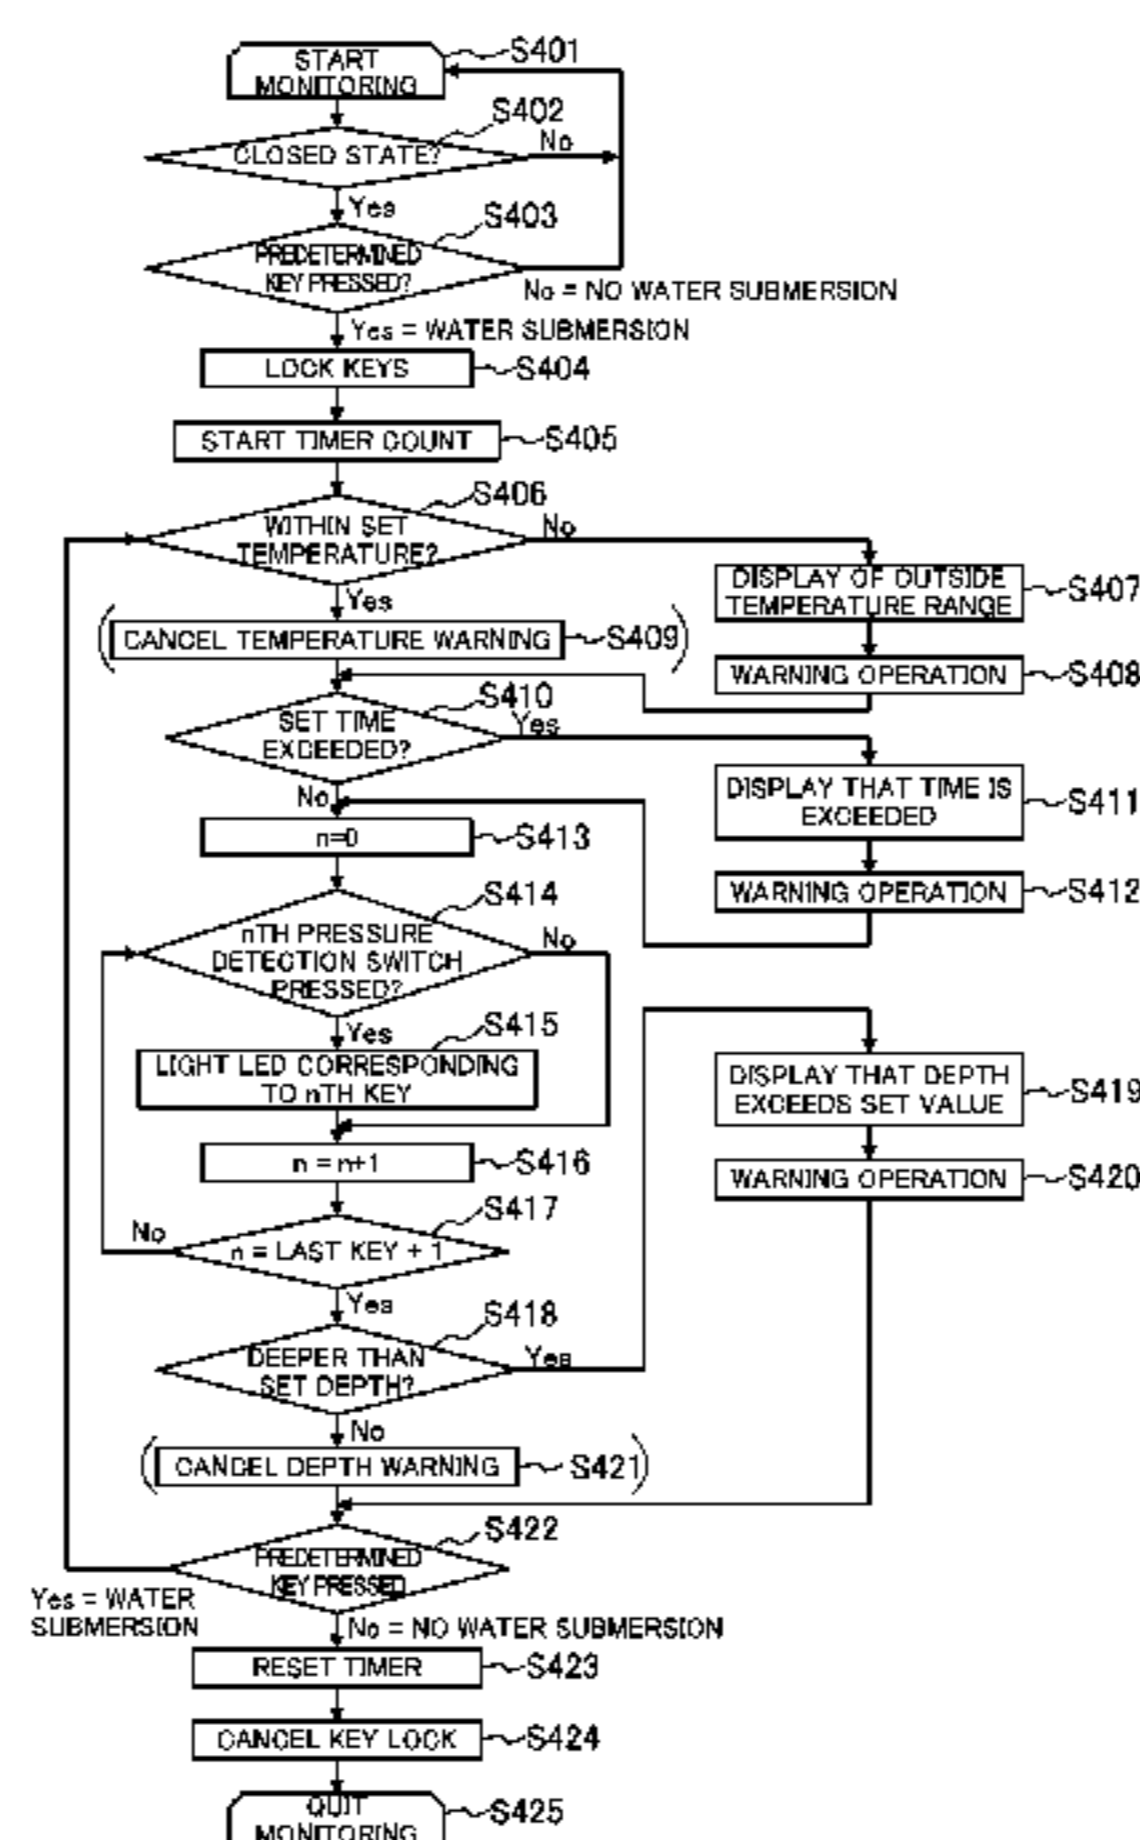 START
MONITORING
S401
S402
CLOSED STATE?
No
Yes
S403
PREDETERMINED
KEY PRESSED?
No = NO WATER SUBMERSION
Yes = WATER SUBMERSION
LOCK KEYS
S404
START TIMER COUNT
S405
S406
WITHIN SET
TEMPERATURE?
No
Yes
DISPLAY OF OUTSIDE
TEMPERATURE RANGE
S407
(CANCEL TEMPERATURE WARNING S409)
WARNING OPERATION
S408
S410
SET TIME
EXCEEDED?
Yes
No
DISPLAY THAT TIME IS
EXCEEDED
S411
n=0
S413
WARNING OPERATION
S412
S414
nTH PRESSURE
DETECTION SWITCH
PRESSED?
No
Yes
S415
LIGHT LED CORRESPONDING
TO nTH KEY
DISPLAY THAT DEPTH
EXCEEDS SET VALUE
S419
n = n+1
S416
WARNING OPERATION
S420
S417
No
n = LAST KEY + 1
Yes
S418
DEEPER THAN
SET DEPTH?
Yes
No
(CANCEL DEPTH WARNING S421)
S422
PREDETERMINED
KEY PRESSED
Yes = WATER
SUBMERSION
No = NO WATER SUBMERSION
RESET TIMER
S423
CANCEL KEY LOCK
S424
QUIT
MONITORING
S425